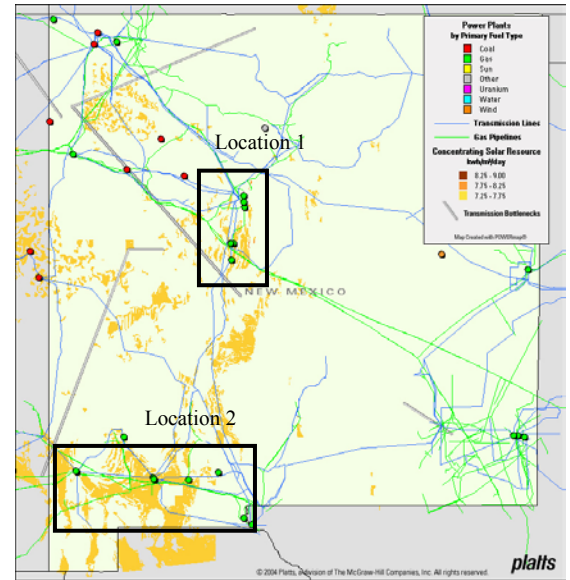 Power Plants
by Primary Fuel Type
Coal
Gas
Sun
Other
Uranium
Water
Wind
Transmission Lines
Gas Pipelines
Concentrating Solar Resource
kwh/m²/day
8.25 - 9.00
7.75 - 8.25
7.25 - 7.75
Transmission Bottlenecks
Map Created with POWERmap®
Location 1
NEW MEXICO
Location 2
© 2004 Platts, a Division of The McGraw-Hill Companies, Inc. All rights reserved.
platts